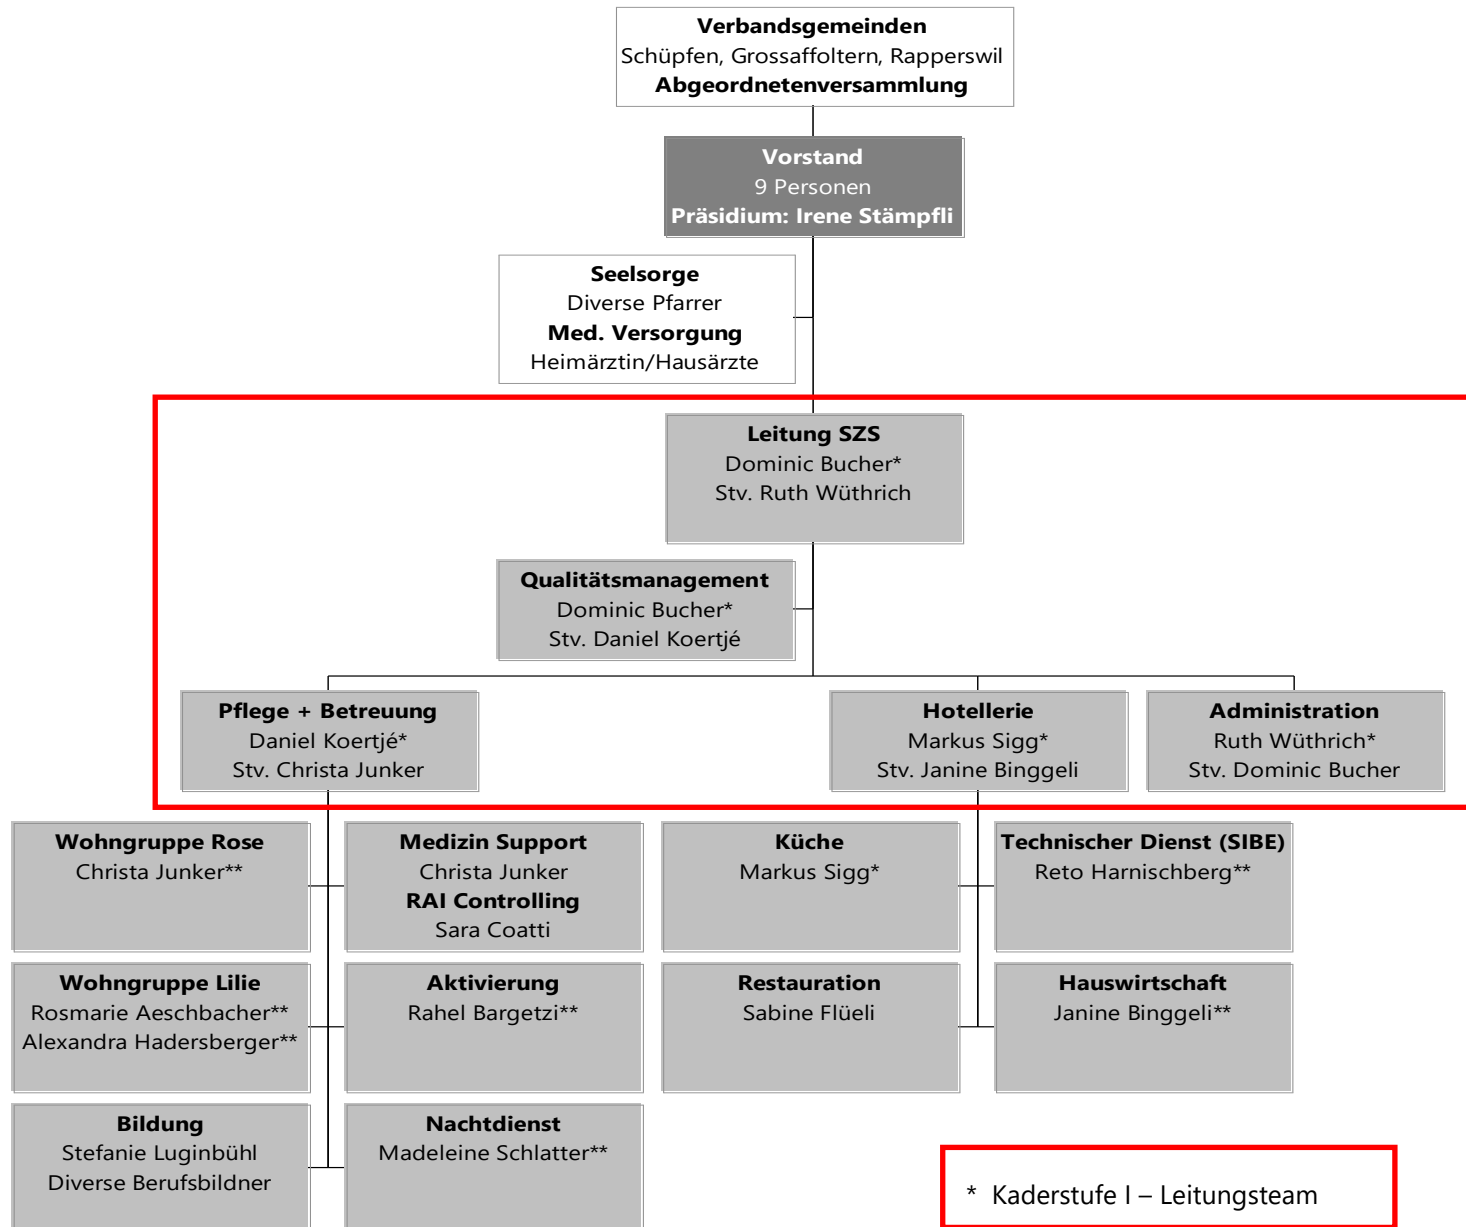 Verbandsgemeinden
Schüpfen, Grossaffoltern, Rapperswil
Abgeordnetenversammlung
Vorstand
9 Personen
Präsidium: Irene Stämpfli
Seelsorge
Diverse Pfarrer
Med. Versorgung
Heimärztin/Hausärzte
Leitung SZS
Dominic Bucher*
Stv. Ruth Wüthrich
Qualitätsmanagement
Dominic Bucher*
Stv. Daniel Koertjé
Pflege + Betreuung
Daniel Koertjé*
Stv. Christa Junker
Hotellerie
Markus Sigg*
Stv. Janine Binggeli
Administration
Ruth Wüthrich*
Stv. Dominic Bucher
Wohngruppe Rose
Christa Junker**
Medizin Support
Christa Junker
RAI Controlling
Sara Coatti
Küche
Markus Sigg*
Technischer Dienst (SIBE)
Reto Harnischberg**
Wohngruppe Lilie
Rosmarie Aeschbacher**
Alexandra Hadersberger**
Aktivierung
Rahel Bargetzi**
Restauration
Sabine Flüeli
Hauswirtschaft
Janine Binggeli**
Bildung
Stefanie Luginbühl
Diverse Berufsbildner
Nachtdienst
Madeleine Schlatter**
* Kaderstufe I – Leitungsteam